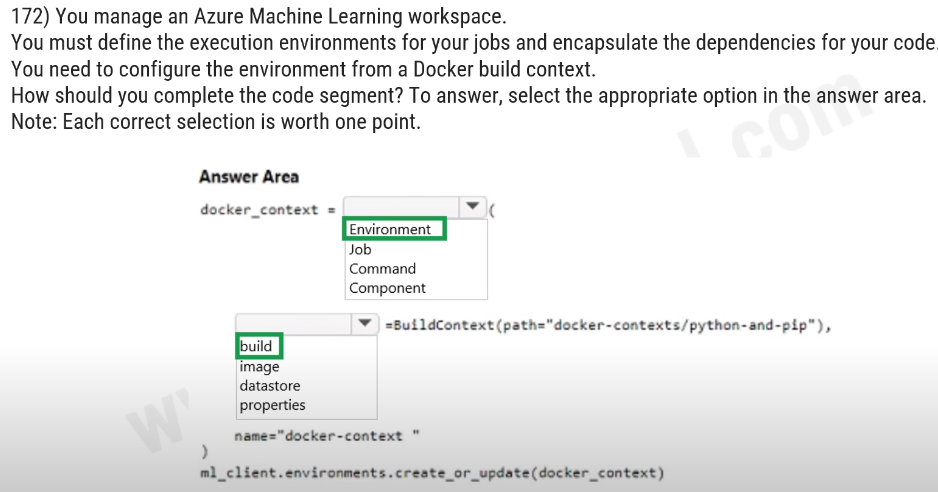 172) You manage an Azure Machine Learning workspace.
You must define the execution environments for your jobs and encapsulate the dependencies for your code.
You need to configure the environment from a Docker build context.
How should you complete the code segment? To answer, select the appropriate option in the answer area.
Note: Each correct selection is worth one point.
l.com
Answer Area
docker_context = (
Environment
Job
Command
Component
=BuildContext(path="docker-contexts/python-and-pip"),
build
image
datastore
properties
w
name="docker-context "
)
ml_client.environments.create_or_update(docker_context)